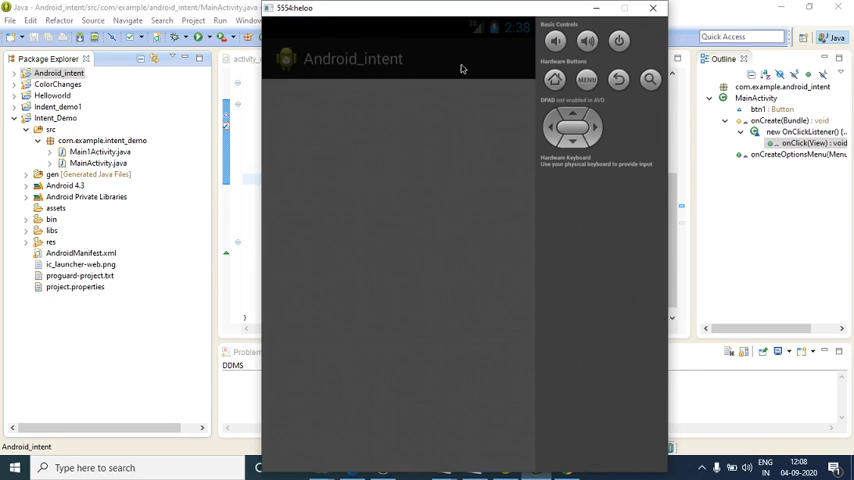 Java - Android_intent/src/com/example/android_intent/MainActivity.java
5554:heloo
File Edit Refactor Source Navigate Search Project Run
Quick Access
Java
Package Explorer
Android_intent
ColorChanges
Helloworld
Indent_demo1
Intent_Demo
src
com.example.intent_demo
Main1Activity.java
MainActivity.java
gen [Generated Java Files]
Android 4.3
Android Private Libraries
assets
bin
libs
res
AndroidManifest.xml
ic_launcher-web.png
proguard-project.txt
project.properties
activity_
}
Problem
DDMS
2:38
Android_intent
Basic Controls
Hardware Buttons
MENU
DPAD not enabled in AVD
Hardware Keyboard
Use your physical keyboard to provide input
Outline
com.example.android_intent
MainActivity
btn1 : Button
onCreate(Bundle) : void
new OnClickListener() {..
onClick(View) : void
onCreateOptionsMenu(Menu
Android_intent
Type here to search
ENG
IN
12:08
04-09-2020